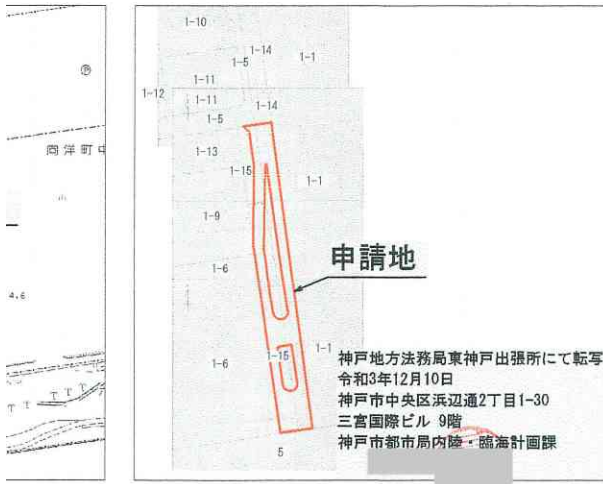 1-10
1-14
1-5
1-1
1-11
1-12
1-11
1-14
1-5
1-13
1-15
1-1
1-9
1-6
申請地
1-6
1-15
1-1
5
向洋町中
4.6
T T T T
神戸地方法務局東神戸出張所にて転写
令和3年12月10日
神戸市中央区浜辺通2丁目1-30
三宮国際ビル 9階
神戸市都市局内陸・臨海計画課